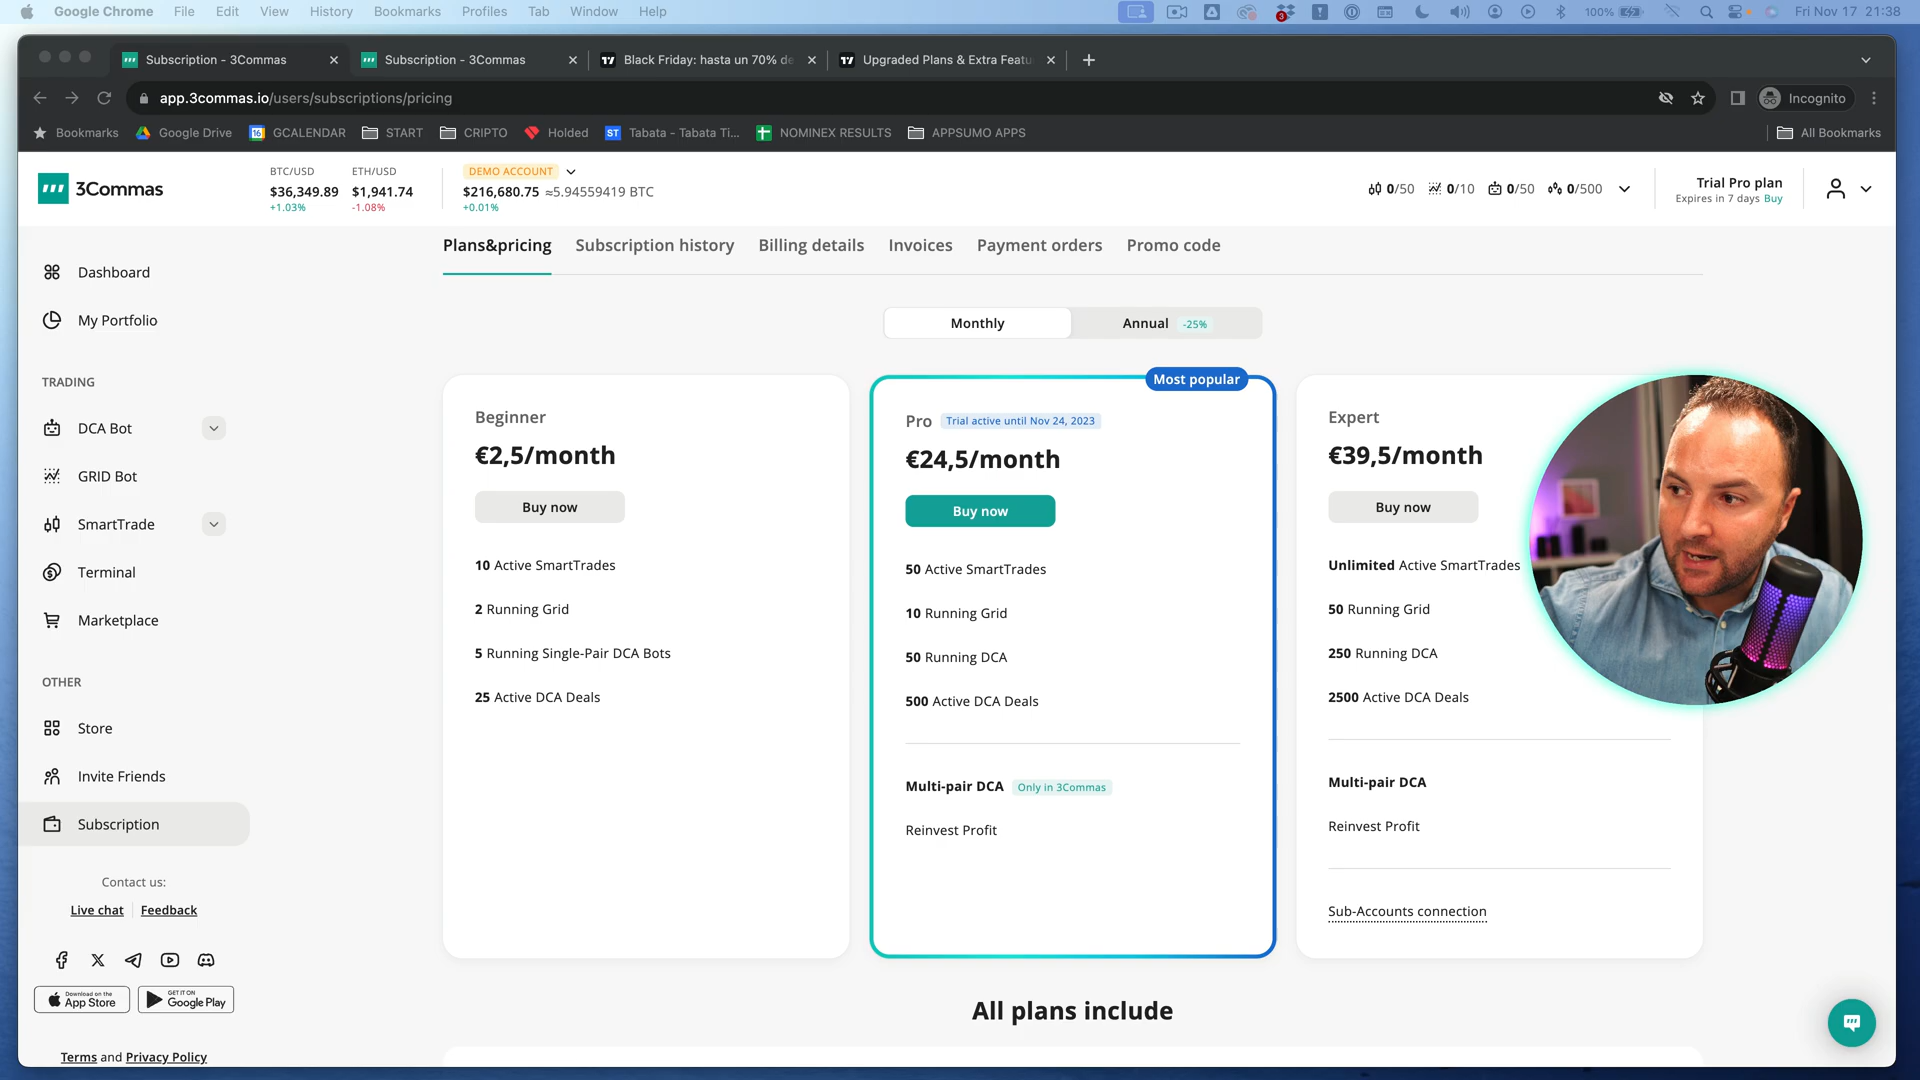 Google Chrome File Edit View History Bookmarks Profiles Tab Window Help
3 100% Fri Nov 17 21:38
Subscription - 3Commas
Subscription - 3Commas
Black Friday: hasta un 70% de
Upgraded Plans & Extra Featu
app.3commas.io/users/subscriptions/pricing
Incognito
Bookmarks Google Drive 16 GCALENDAR START CRIPTO Holded ST Tabata - Tabata Ti... NOMINEX RESULTS APPSUMO APPS All Bookmarks
3Commas
BTC/USD
$36,349.89
+1.03%
ETH/USD
$1,941.74
-1.08%
DEMO ACCOUNT
$216,680.75 ≈5.94559419 BTC
+0.01%
0/50 0/10 0/50 0/500
Trial Pro plan
Expires in 7 days Buy
Dashboard
My Portfolio
TRADING
DCA Bot
GRID Bot
SmartTrade
Terminal
Marketplace
OTHER
Store
Invite Friends
Subscription
Contact us:
Live chat Feedback
Download on the
App Store
GET IT ON
Google Play
Terms and Privacy Policy
Plans&pricing Subscription history Billing details Invoices Payment orders Promo code
Monthly Annual -25%
Beginner
€2,5/month
Buy now
10 Active SmartTrades
2 Running Grid
5 Running Single-Pair DCA Bots
25 Active DCA Deals
Most popular
Pro Trial active until Nov 24, 2023
€24,5/month
Buy now
50 Active SmartTrades
10 Running Grid
50 Running DCA
500 Active DCA Deals
Multi-pair DCA Only in 3Commas
Reinvest Profit
Expert
€39,5/month
Buy now
Unlimited Active SmartTrades
50 Running Grid
250 Running DCA
2500 Active DCA Deals
Multi-pair DCA
Reinvest Profit
Sub-Accounts connection
All plans include